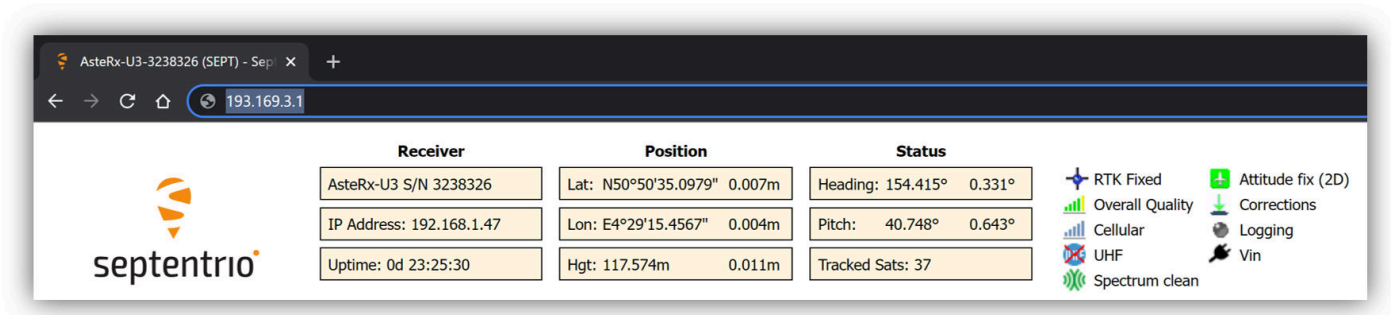 AsteRx-U3-3238326 (SEPT) - Sep
193.169.3.1
septentrio
Receiver
AsteRx-U3 S/N 3238326
IP Address: 192.168.1.47
Uptime: 0d 23:25:30
Position
Lat: N50°50'35.0979" 0.007m
Lon: E4°29'15.4567" 0.004m
Hgt: 117.574m 0.011m
Status
Heading: 154.415° 0.331°
Pitch: 40.748° 0.643°
Tracked Sats: 37
RTK Fixed
Overall Quality
Cellular
UHF
Spectrum clean
Attitude fix (2D)
Corrections
Logging
Vin